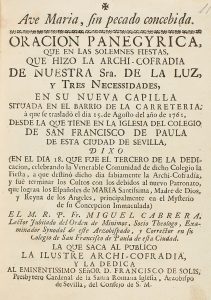 Ave Maria, sin pecado concebida.
ORACION PANEGYRICA,
QUE EN LAS SOLEMNES FIESTAS,
QUE HIZO LA ARCHI-COFRADIA
DE NUESTRA Sra. DE LA LUZ,
Y TRES NECESSIDADES,
EN SU NUEVA CAPILLA
SITUADA EN EL BARRIO DE LA CARRETERIA;
à que se trasladò el dia 15. de Agosto del año de 1761,
DESDE LA QUE TIENE EN LA IGLESIA DEL COLEGIO
DE SAN FRANCISCO DE PAULA
DE ESTA CIUDAD DE SEVILLA,
DIXO
(EN EL DIA 18. QUE FUE EL TERCERO DE LA DEDI-
cacion, celebrando la Venerable Comunidad de dicho Colegio la
Fiesta, à que destinò dicho dia sabiamente la Archi-Cofradia,
y fuè terminar los Cultos con los debidos al nuevo Patronato,
que logran los Españoles de MARIA Santissima, Madre de Dios,
y Reyna de los Angeles, principalmente en el Mysterio
de su Concepcion Immaculada)
EL M. R. P. Fr. MIGUEL CABRERA,
Lector Jubilado del Orden de Minimos, Socio Theologo, Exa-
minador Synodal de este Arzobispado, y Corrector en su
Colegio de San Francisco de Paula de esta Ciudad.
LA QUE SACA AL PUBLICO
LA ILUSTRE ARCHI-COFRADIA,
Y LA DEDICA
AL EMINENTISSIMO SEÑOR D. FRANCISCO DE SOLIS,
Presbytero Cardenal de la Santa Romana Iglesia, Arzobispo
de Sevilla, del Consejo de S. M.